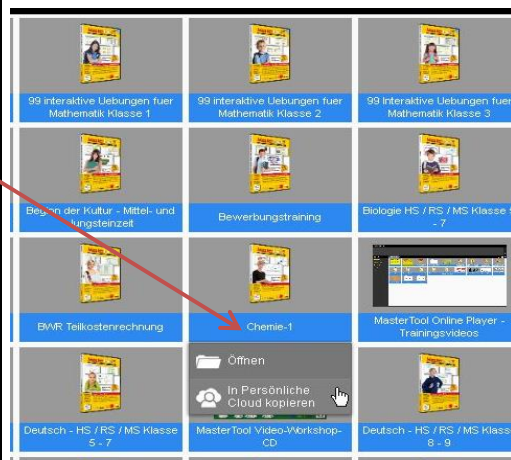 99 interaktive Uebungen fuer
Mathematik Klasse 1
99 interaktive Uebungen fuer
Mathematik Klasse 2
99 Interaktive Uebungen fuer
Mathematik Klasse 3
Beginn der Kultur - Mittel- und
Jungsteinzeit
Bewerbungstraining
Biologie HS / RS / MS Klasse
- 7
BWR Teilkostenrechnung
Chemie-1
MasterTool Online Player -
Trainingsvideos
Öffnen
In Persönliche
Cloud kopieren
Deutsch - HS / RS / MS Klasse
5 - 7
MasterTool Video-Workshop-
CD
Deutsch - HS / RS / MS Klasse
8 - 9